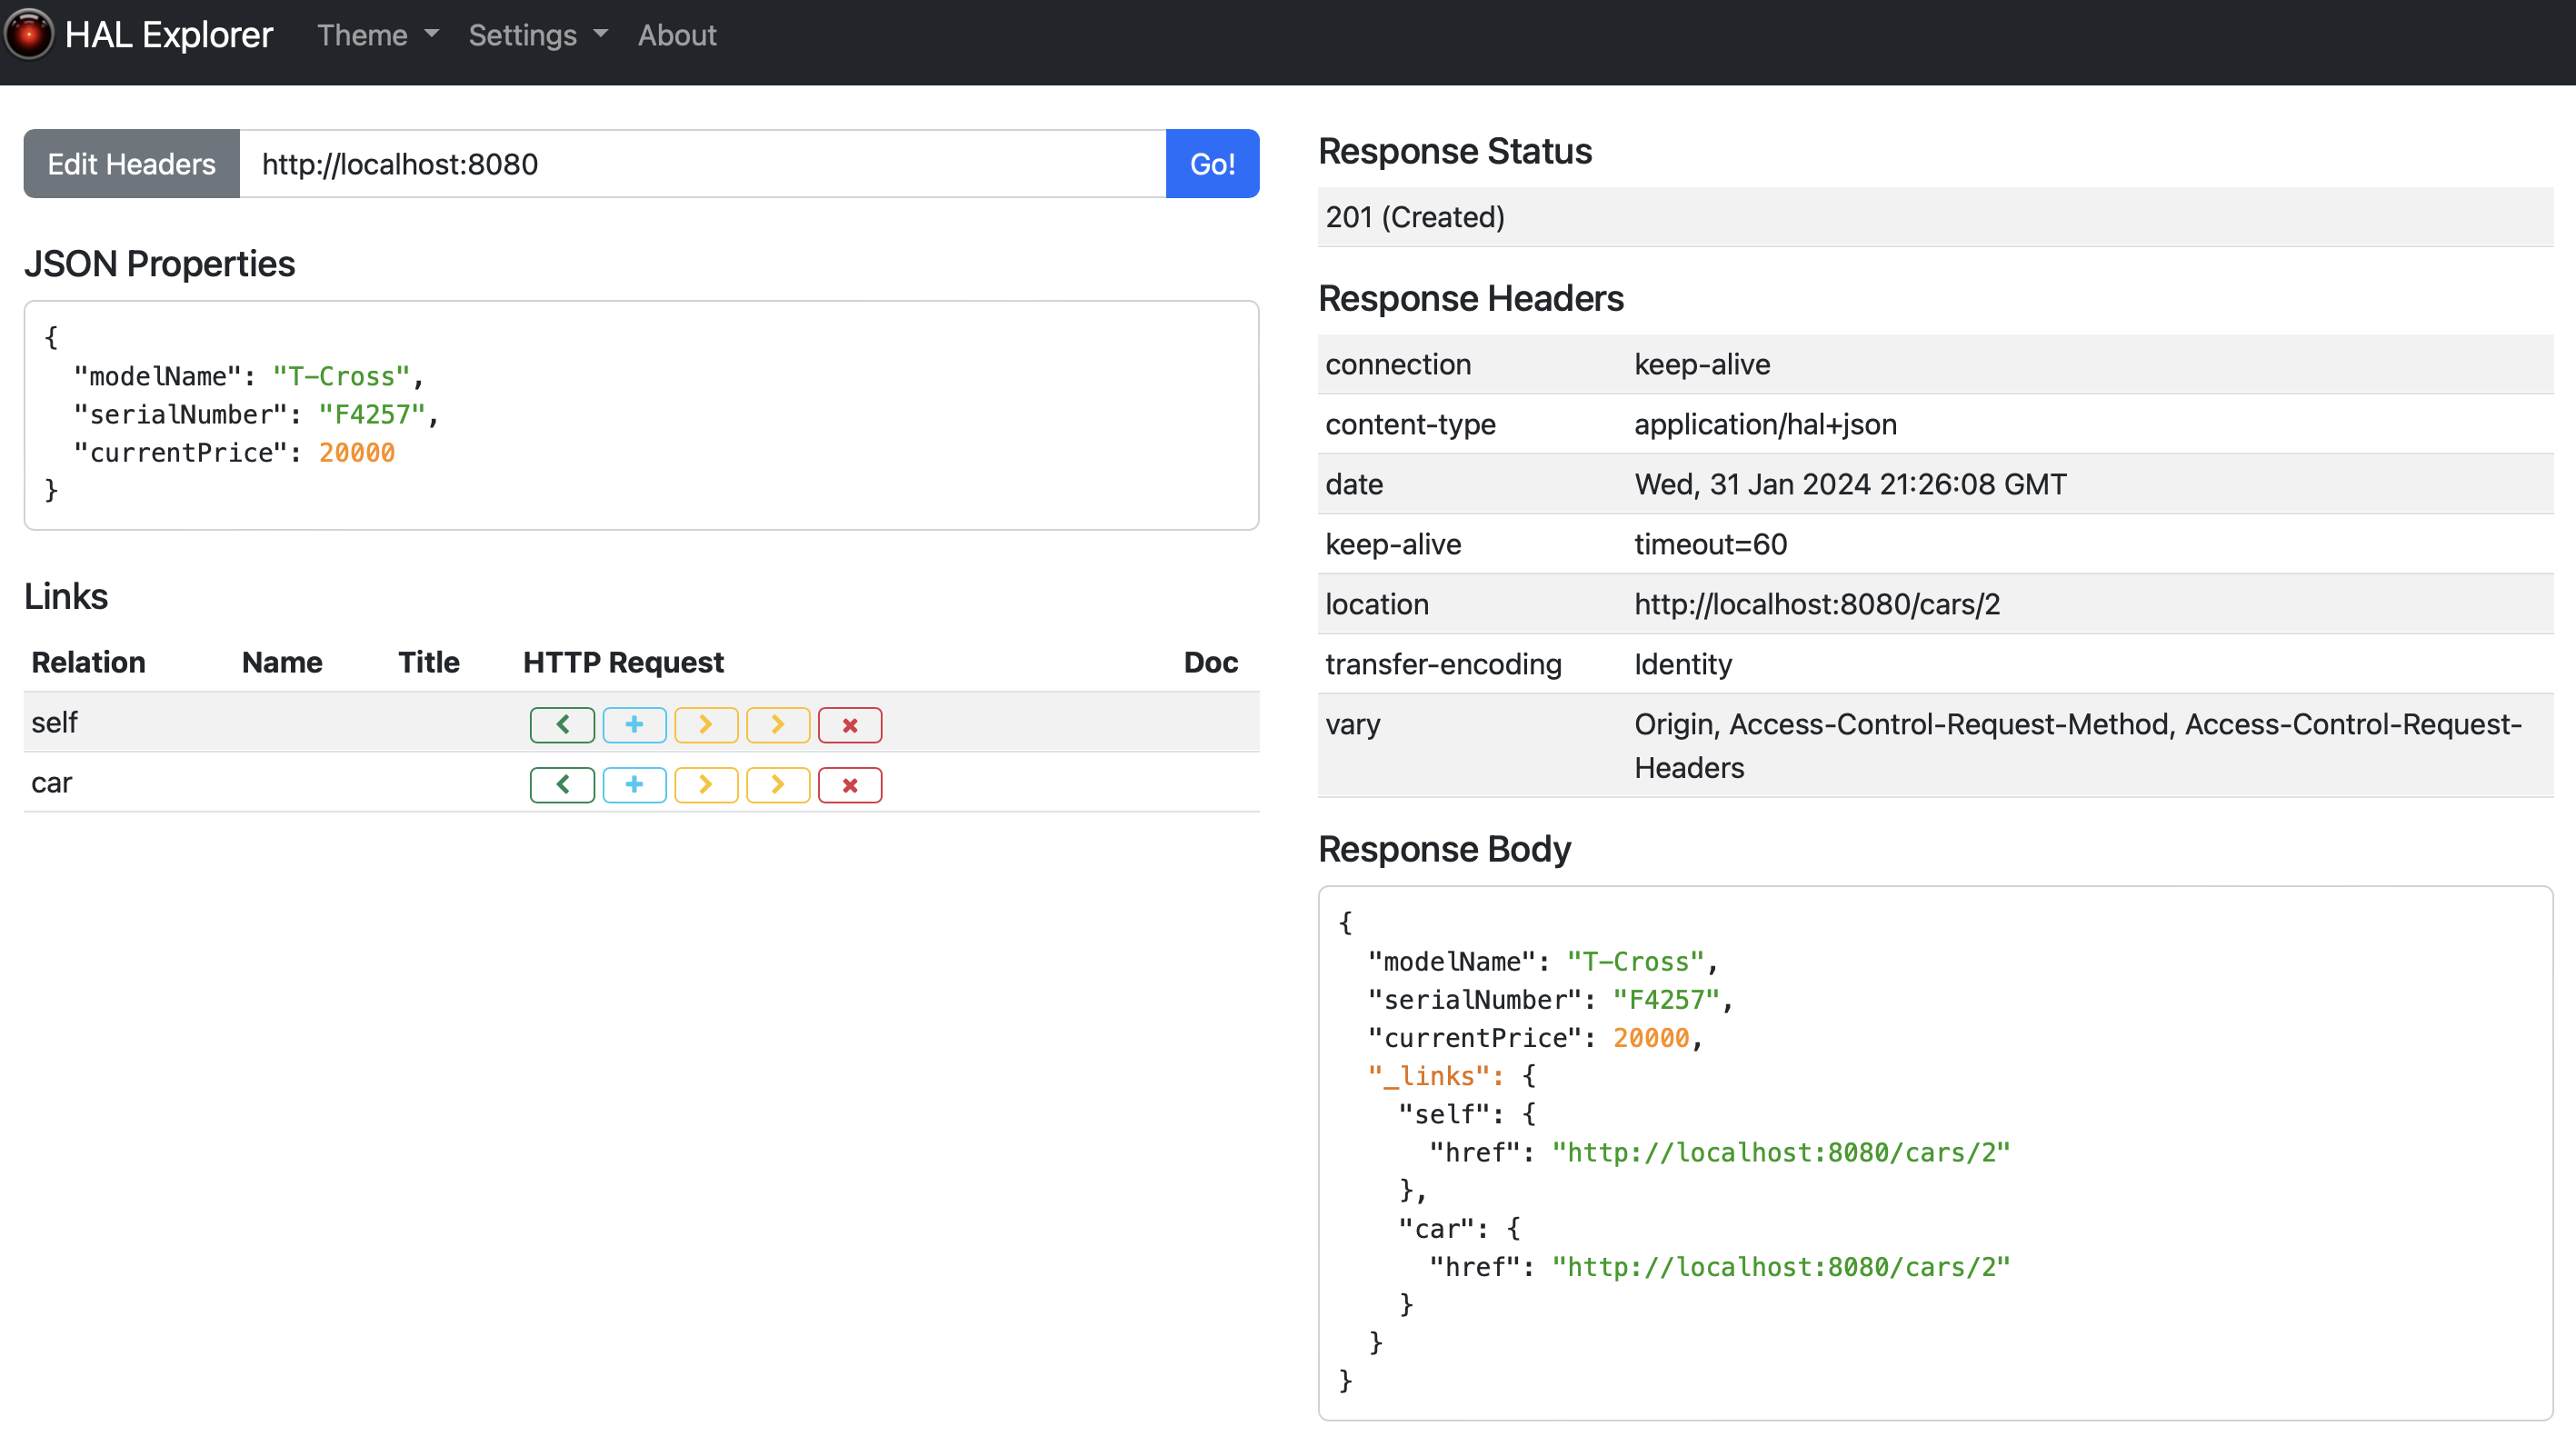 HAL Explorer Theme Settings About
Edit Headers http://localhost:8080 Go!
JSON Properties
{
  "modelName": "T-Cross",
  "serialNumber": "F4257",
  "currentPrice": 20000
}
Links
Relation Name Title HTTP Request Doc
self
car
Response Status
201 (Created)
Response Headers
connection keep-alive
content-type application/hal+json
date Wed, 31 Jan 2024 21:26:08 GMT
keep-alive timeout=60
location http://localhost:8080/cars/2
transfer-encoding Identity
vary Origin, Access-Control-Request-Method, Access-Control-Request-
Headers
Response Body
{
  "modelName": "T-Cross",
  "serialNumber": "F4257",
  "currentPrice": 20000,
  "_links": {
    "self": {
      "href": "http://localhost:8080/cars/2"
    },
    "car": {
      "href": "http://localhost:8080/cars/2"
    }
  }
}